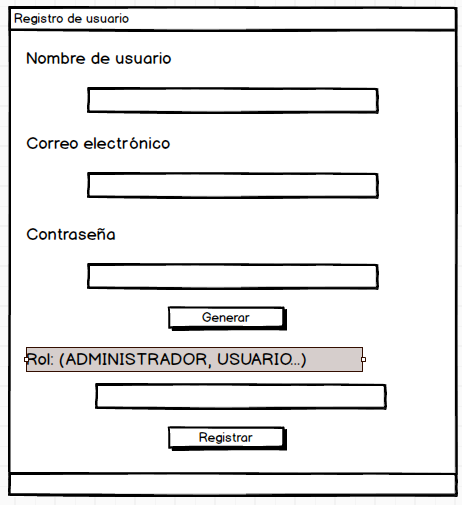 Registro de usuario
Nombre de usuario
Correo electrónico
Contraseña
Generar
Rol: (ADMINISTRADOR, USUARIO...)
Registrar